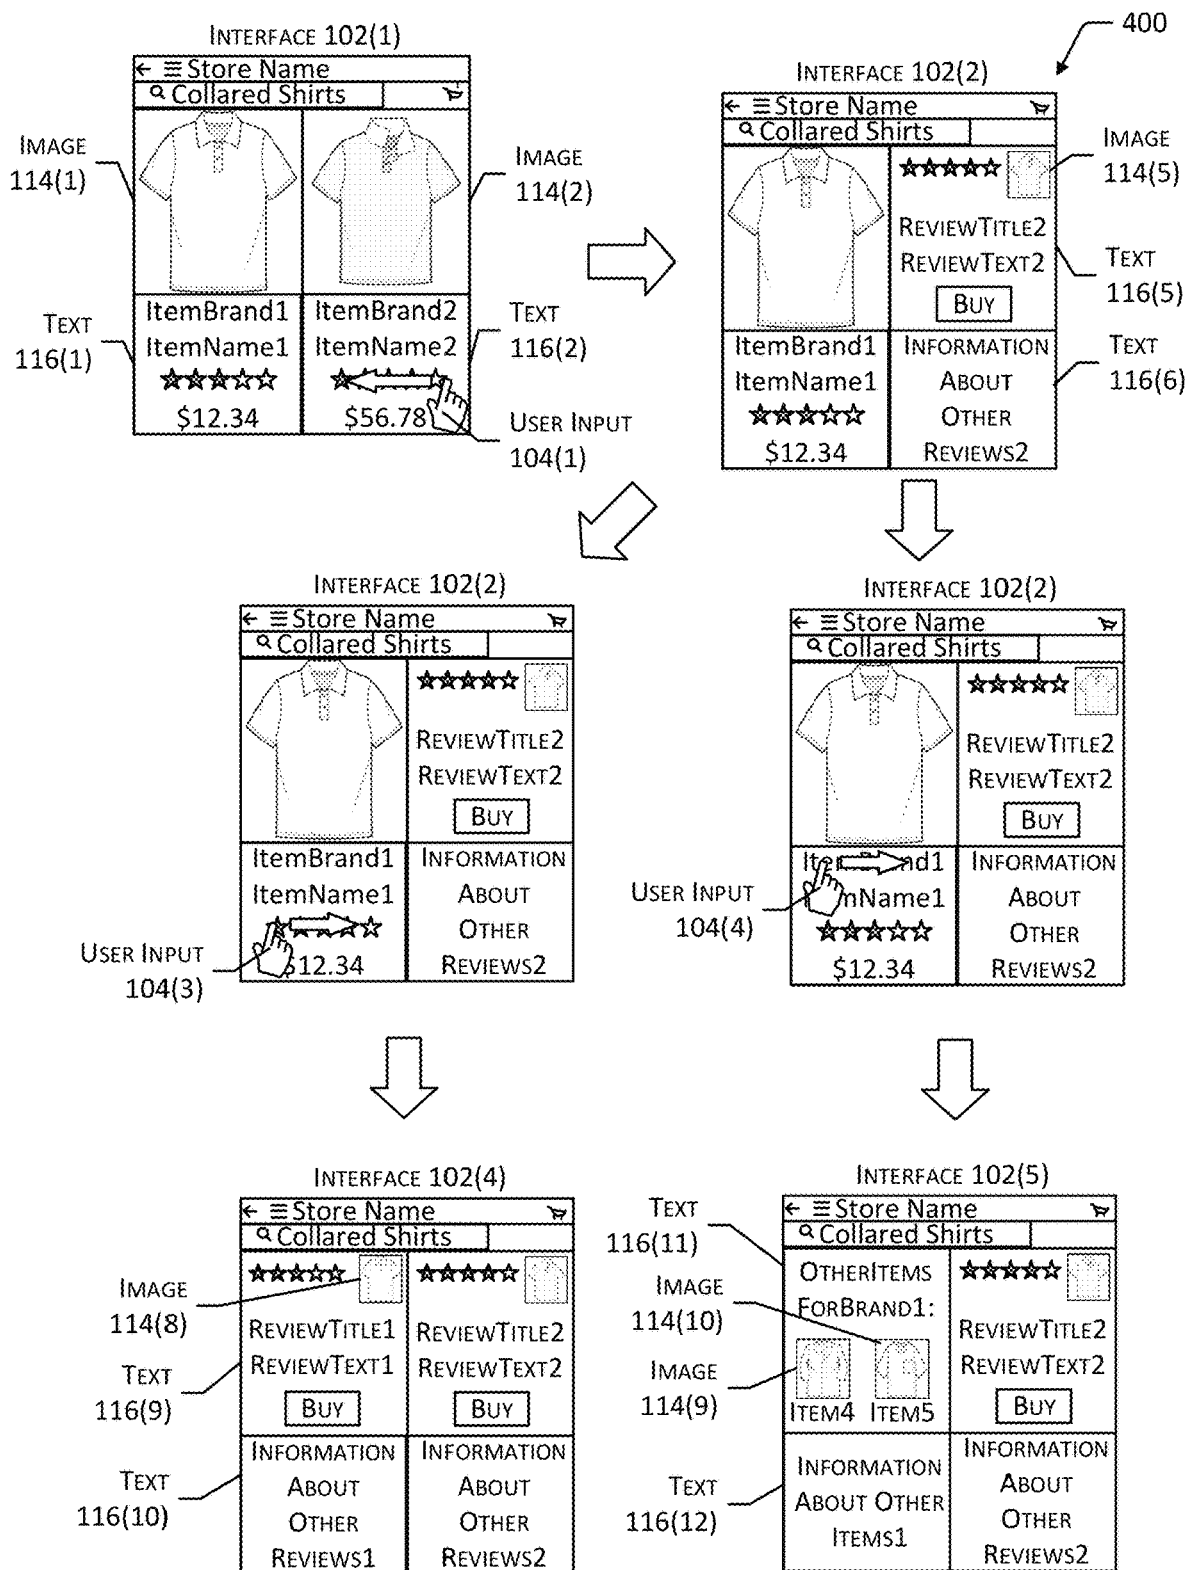 400
INTERFACE 102(1)
Store Name
Collared Shirts
IMAGE
114(1)
IMAGE
114(2)
ItemBrand1
ItemBrand2
ItemName1
ItemName2
$12.34
$56.78
TEXT
116(1)
TEXT
116(2)
USER INPUT
104(1)
INTERFACE 102(2)
Store Name
Collared Shirts
REVIEWTITLE2
REVIEWTEXT2
BUY
ItemBrand1
ItemName1
$12.34
INFORMATION
ABOUT
OTHER
REVIEWS2
IMAGE
114(5)
TEXT
116(5)
TEXT
116(6)
INTERFACE 102(2)
Store Name
Collared Shirts
REVIEWTITLE2
REVIEWTEXT2
BUY
ItemBrand1
ItemName1
$12.34
INFORMATION
ABOUT
OTHER
REVIEWS2
USER INPUT
104(3)
INTERFACE 102(2)
Store Name
Collared Shirts
REVIEWTITLE2
REVIEWTEXT2
BUY
$12.34
INFORMATION
ABOUT
OTHER
REVIEWS2
USER INPUT
104(4)
INTERFACE 102(4)
Store Name
Collared Shirts
REVIEWTITLE1
REVIEWTEXT1
BUY
REVIEWTITLE2
REVIEWTEXT2
BUY
INFORMATION
ABOUT
OTHER
REVIEWS1
INFORMATION
ABOUT
OTHER
REVIEWS2
IMAGE
114(8)
TEXT
116(9)
TEXT
116(10)
INTERFACE 102(5)
Store Name
Collared Shirts
OTHERITEMS
FORBRAND1:
ITEM4 ITEM5
REVIEWTITLE2
REVIEWTEXT2
BUY
INFORMATION
ABOUT OTHER
ITEMS1
INFORMATION
ABOUT
OTHER
REVIEWS2
TEXT
116(11)
IMAGE
114(10)
IMAGE
114(9)
TEXT
116(12)